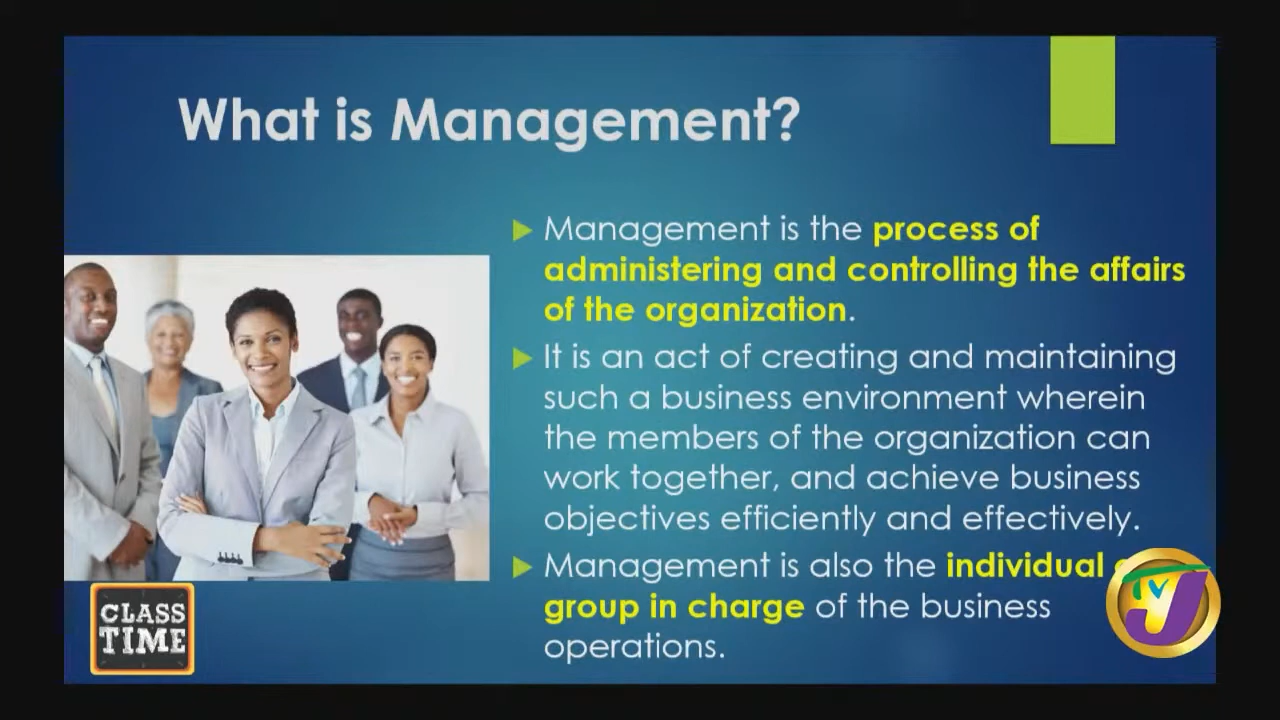 What is Management?
Management is the process of
administering and controlling the affairs
of the organization.
It is an act of creating and maintaining
such a business environment wherein
the members of the organization can
work together, and achieve business
objectives efficiently and effectively.
Management is also the individual
group in charge of the business
operations.
CLASS
TIME
TVJ